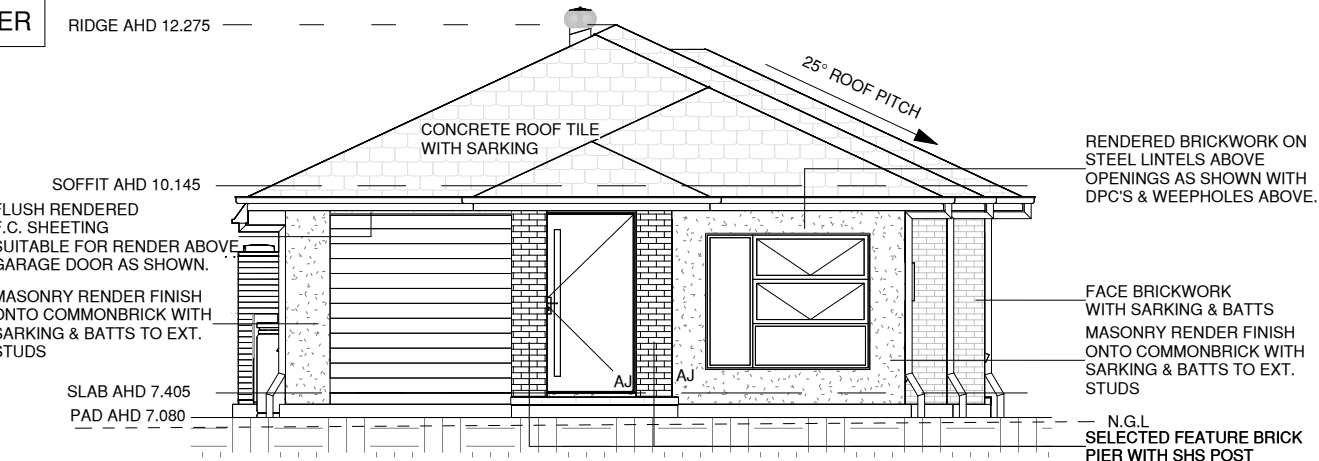 ER
RIDGE AHD 12.275
25° ROOF PITCH
CONCRETE ROOF TILE
WITH SARKING
RENDERED BRICKWORK ON
STEEL LINTELS ABOVE
OPENINGS AS SHOWN WITH
DPC'S & WEEPHOLES ABOVE.
SOFFIT AHD 10.145
FLUSH RENDERED
F.C. SHEETING
SUITABLE FOR RENDER ABOVE
GARAGE DOOR AS SHOWN.
MASONRY RENDER FINISH
ONTO COMMONBRICK WITH
SARKING & BATTS TO EXT.
STUDS
FACE BRICKWORK
WITH SARKING & BATTS
MASONRY RENDER FINISH
ONTO COMMONBRICK WITH
SARKING & BATTS TO EXT.
STUDS
AJ
AJ
SLAB AHD 7.405
PAD AHD 7.080
N.G.L
SELECTED FEATURE BRICK
PIER WITH SHS POST